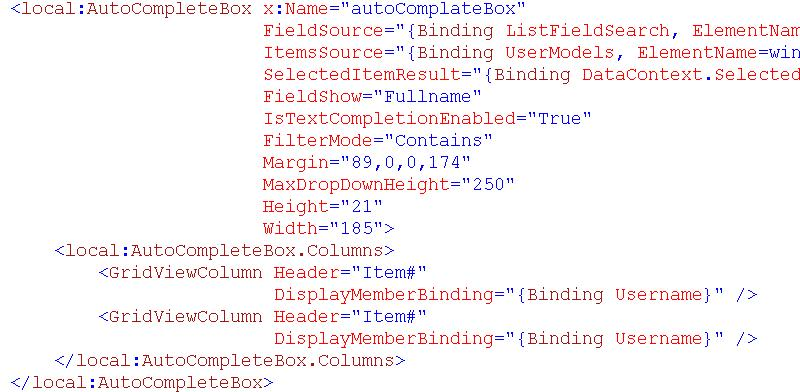 <local:AutoCompleteBox x:Name="autoComplateBox"
FieldSource="{Binding ListFieldSearch, ElementNam
ItemsSource="{Binding UserModels, ElementName=win
SelectedItemResult="{Binding DataContext.Selected
FieldShow="Fullname"
IsTextCompletionEnabled="True"
FilterMode="Contains"
Margin="89,0,0,174"
MaxDropDownHeight="250"
Height="21"
Width="185">
<local:AutoCompleteBox.Columns>
<GridViewColumn Header="Item#"
DisplayMemberBinding="{Binding Username}" />
<GridViewColumn Header="Item#"
DisplayMemberBinding="{Binding Username}" />
</local:AutoCompleteBox.Columns>
</local:AutoCompleteBox>